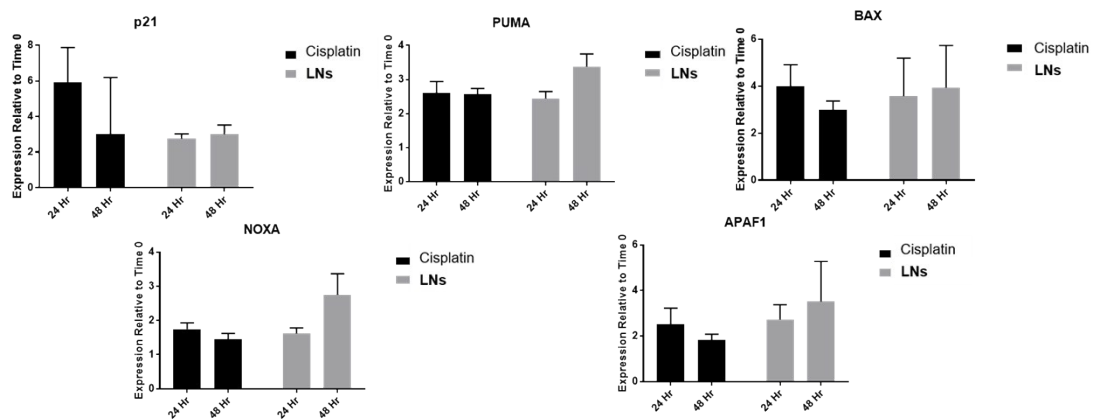 p21
Expression Relative to Time 0
8
6
4
2
0
24 Hr
48 Hr
24 Hr
48 Hr
Cisplatin
LNs
PUMA
Expression Relative to Time 0
4
3
2
1
0
24 Hr
48 Hr
24 Hr
48 Hr
Cisplatin
LNs
BAX
Expression Relative to Time 0
6
4
2
0
24 Hr
48 Hr
24 Hr
48 Hr
Cisplatin
LNs
NOXA
Expression Relative to Time 0
4
3
2
1
0
24 Hr
48 Hr
24 Hr
48 Hr
Cisplatin
LNs
APAF1
Expression Relative to Time 0
6
4
2
0
24 Hr
48 Hr
24 Hr
48 Hr
Cisplatin
LNs